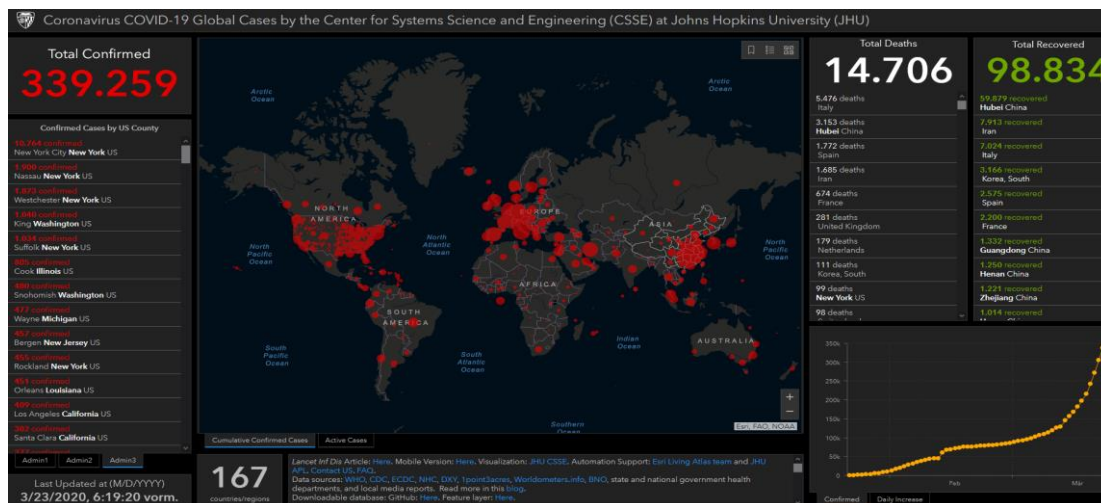 Coronavirus COVID-19 Global Cases by the Center for Systems Science and Engineering (CSSE) at Johns Hopkins University (JHU)
Total Confirmed
339.259
Confirmed Cases by US County
10.764 confirmed
New York City New York US
1.900 confirmed
Nassau New York US
1.873 confirmed
Westchester New York US
1.040 confirmed
King Washington US
1.034 confirmed
Suffolk New York US
805 confirmed
Cook Illinois US
480 confirmed
Snohomish Washington US
477 confirmed
Wayne Michigan US
457 confirmed
Bergen New Jersey US
455 confirmed
Rockland New York US
451 confirmed
Orleans Louisiana US
409 confirmed
Los Angeles California US
302 confirmed
Santa Clara California US
Admin1 Admin2 Admin3
Last Updated at (M/D/YYYY)
3/23/2020, 6:19:20 vorm.
Arctic
Ocean
Arctic
Ocean
NORTH
AMERICA
EUROPE
ASIA
North
Pacific
Ocean
North
Atlantic
Ocean
North
Pacific
Ocean
AFRICA
SOUTH
AMERICA
Indian
Ocean
AUSTRALIA
South
Pacific
Ocean
South
Atlantic
Ocean
Southern
Ocean
+
−
Esri, FAO, NOAA
Cumulative Confirmed Cases Active Cases
167
countries/regions
Lancet Inf Dis Article: Here. Mobile Version: Here. Visualization: JHU CSSE. Automation Support: Esri Living Atlas team and JHU
APL. Contact US. FAQ.
Data sources: WHO, CDC, ECDC, NHC, DXY, 1point3acres, Worldometers.info, BNO, state and national government health
departments, and local media reports. Read more in this blog.
Downloadable database: GitHub: Here. Feature layer: Here.
Total Deaths
14.706
5.476 deaths
Italy
3.153 deaths
Hubei China
1.772 deaths
Spain
1.685 deaths
Iran
674 deaths
France
281 deaths
United Kingdom
179 deaths
Netherlands
111 deaths
Korea, South
99 deaths
New York US
98 deaths
Total Recovered
98.834
59.879 recovered
Hubei China
7.913 recovered
Iran
7.024 recovered
Italy
3.166 recovered
Korea, South
2.575 recovered
Spain
2.200 recovered
France
1.332 recovered
Guangdong China
1.250 recovered
Henan China
1.221 recovered
Zhejiang China
1.014 recovered
350k
300k
250k
200k
150k
100k
50k
0
Feb Mär
Confirmed Daily Increase